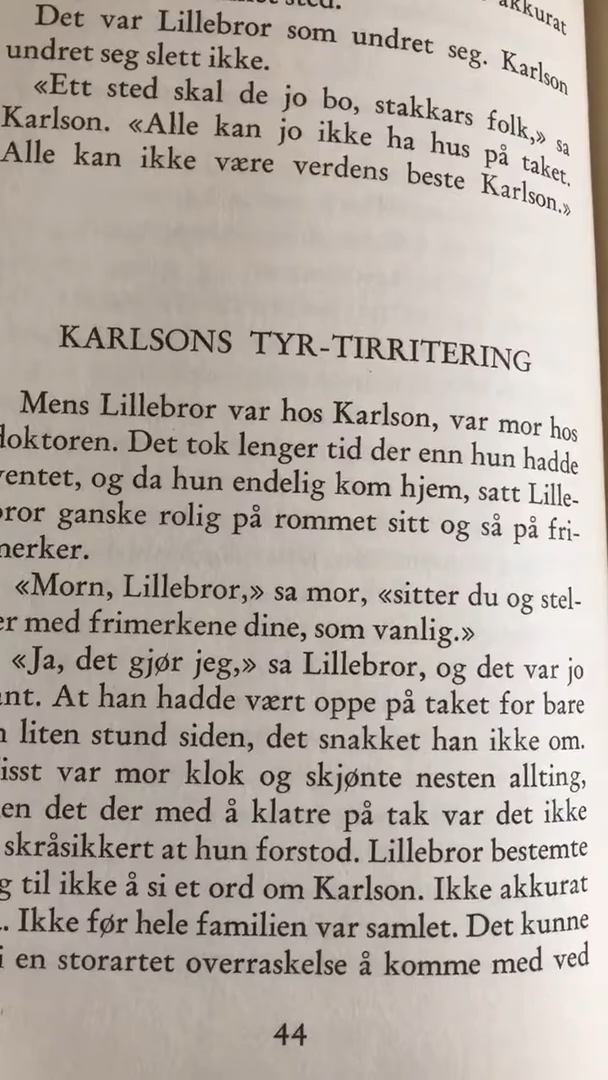 akkurat
Det var Lillebror som undret seg. Karlson
undret seg slett ikke.
«Ett sted skal de jo bo, stakkars folk,» sa
Karlson. «Alle kan jo ikke ha hus på taket.
Alle kan ikke være verdens beste Karlson.»
KARLSONS TYR-TIRRITERING
Mens Lillebror var hos Karlson, var mor hos
doktoren. Det tok lenger tid der enn hun hadde
ventet, og da hun endelig kom hjem, satt Lille-
bror ganske rolig på rommet sitt og så på fri-
merker.
«Morn, Lillebror,» sa mor, «sitter du og stel-
er med frimerkene dine, som vanlig.»
«Ja, det gjør jeg,» sa Lillebror, og det var jo
ant. At han hadde vært oppe på taket for bare
n liten stund siden, det snakket han ikke om.
isst var mor klok og skjønte nesten allting,
en det der med å klatre på tak var det ikke
skråsikkert at hun forstod. Lillebror bestemte
g til ikke å si et ord om Karlson. Ikke akkurat
. Ikke før hele familien var samlet. Det kunne
i en storartet overraskelse å komme med ved
44